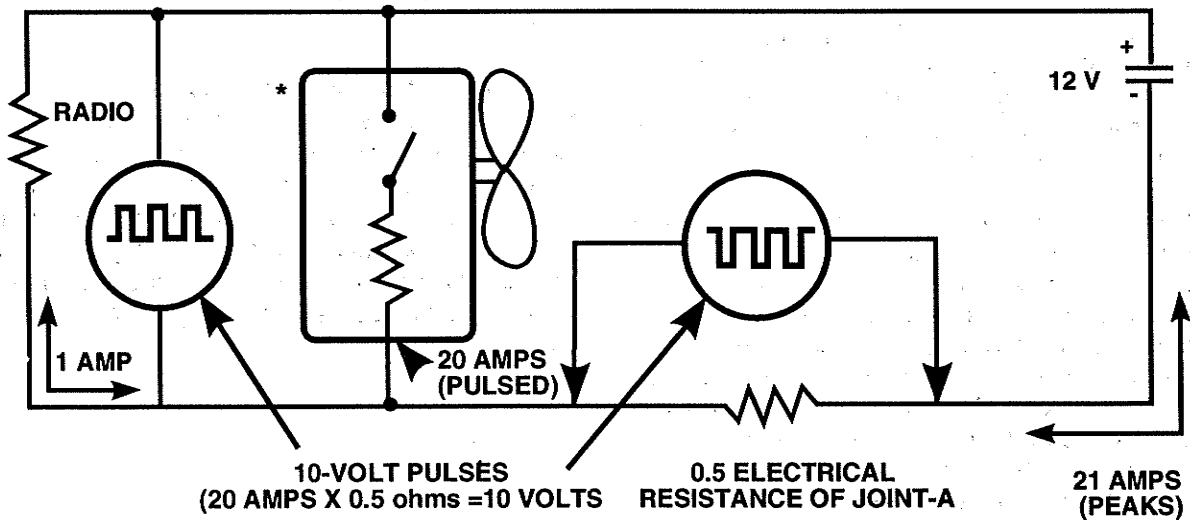 +
*
12 V
-
RADIO
1 AMP
20 AMPS
(PULSED)
10-VOLT PULSES
(20 AMPS X 0.5 ohms =10 VOLTS
0.5 ELECTRICAL
RESISTANCE OF JOINT-A
21 AMPS
(PEAKS)